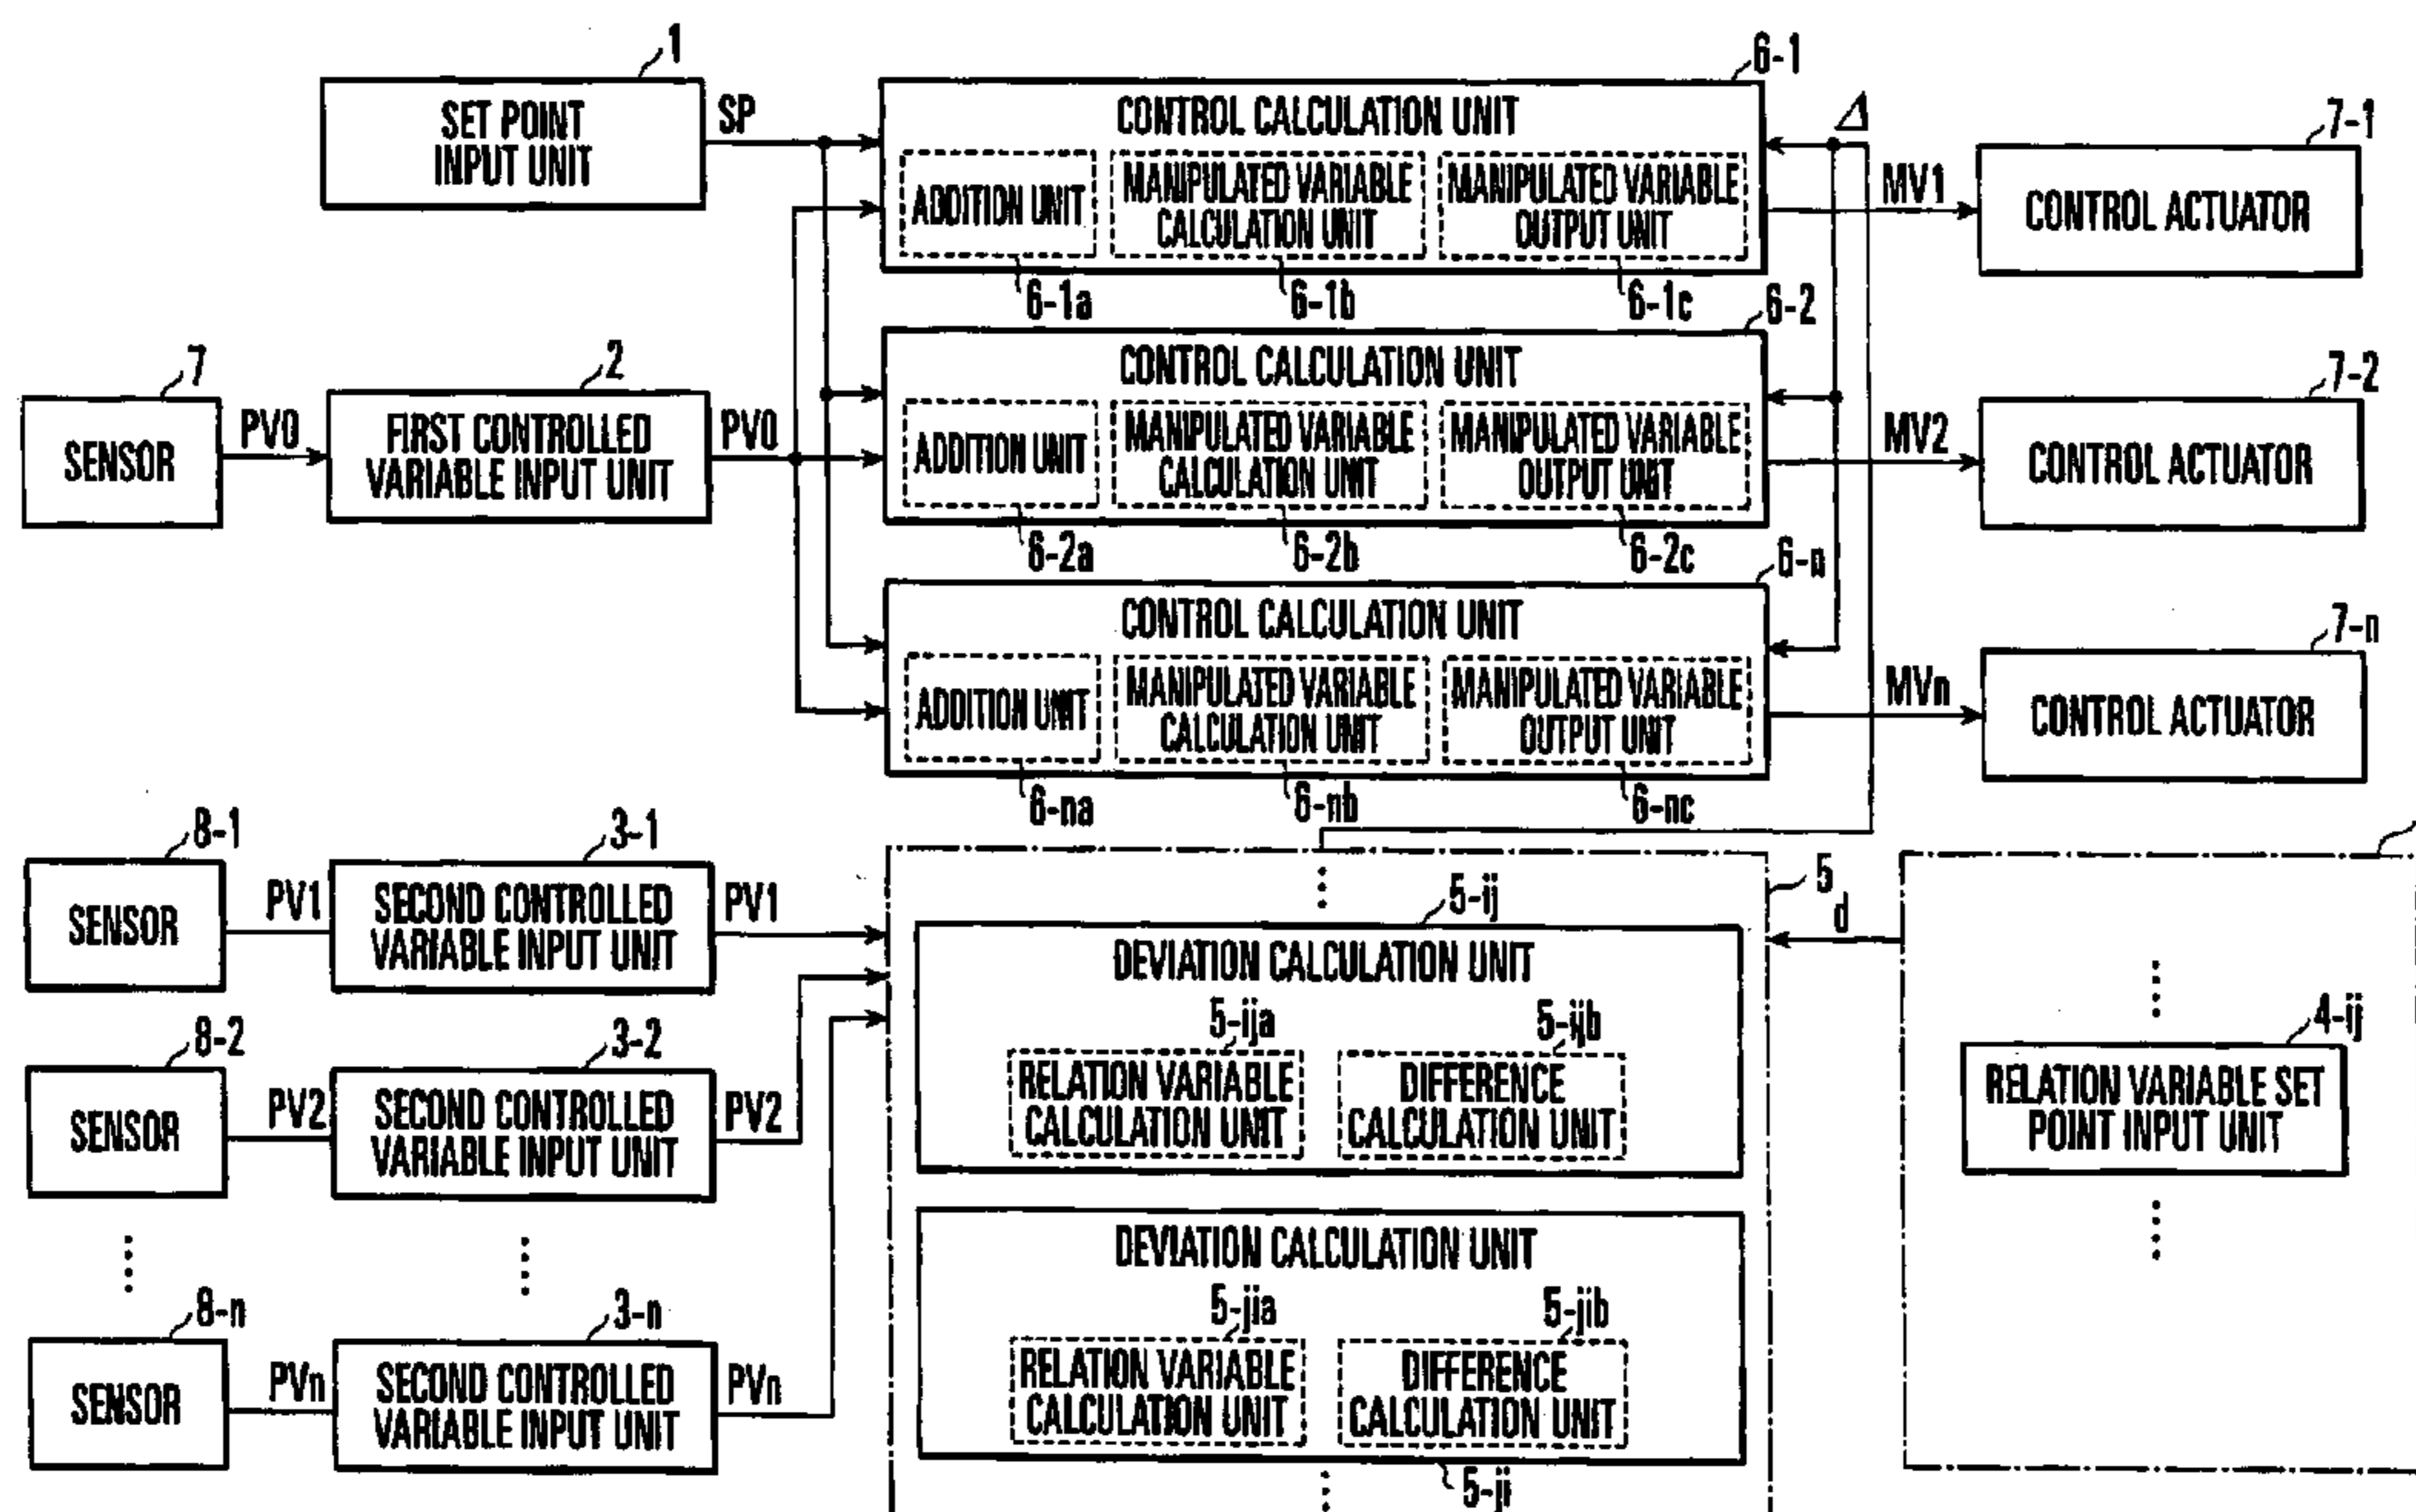 1
SET POINT
INPUT UNIT
SP
6-1
CONTROL CALCULATION UNIT
ADDITION UNIT
MANIPULATED VARIABLE
CALCULATION UNIT
MANIPULATED VARIABLE
OUTPUT UNIT
6-1a
6-1b
6-1c
Δ
MV1
7-1
CONTROL ACTUATOR
7
SENSOR
PV0
2
FIRST CONTROLLED
VARIABLE INPUT UNIT
PV0
6-2
CONTROL CALCULATION UNIT
ADDITION UNIT
MANIPULATED VARIABLE
CALCULATION UNIT
MANIPULATED VARIABLE
OUTPUT UNIT
6-2a
6-2b
6-2c
MV2
7-2
CONTROL ACTUATOR
6-n
CONTROL CALCULATION UNIT
ADDITION UNIT
MANIPULATED VARIABLE
CALCULATION UNIT
MANIPULATED VARIABLE
OUTPUT UNIT
6-na
6-nb
6-nc
MVn
7-n
CONTROL ACTUATOR
8-1
SENSOR
PV1
3-1
SECOND CONTROLLED
VARIABLE INPUT UNIT
PV1
8-2
SENSOR
PV2
3-2
SECOND CONTROLLED
VARIABLE INPUT UNIT
PV2
8-n
SENSOR
PVn
3-n
SECOND CONTROLLED
VARIABLE INPUT UNIT
PVn
5
5-ij
DEVIATION CALCULATION UNIT
5-ija
RELATION VARIABLE
CALCULATION UNIT
5-ijb
DIFFERENCE
CALCULATION UNIT
DEVIATION CALCULATION UNIT
5-jia
RELATION VARIABLE
CALCULATION UNIT
5-jib
DIFFERENCE
CALCULATION UNIT
5-ji
d
4-ij
RELATION VARIABLE SET
POINT INPUT UNIT